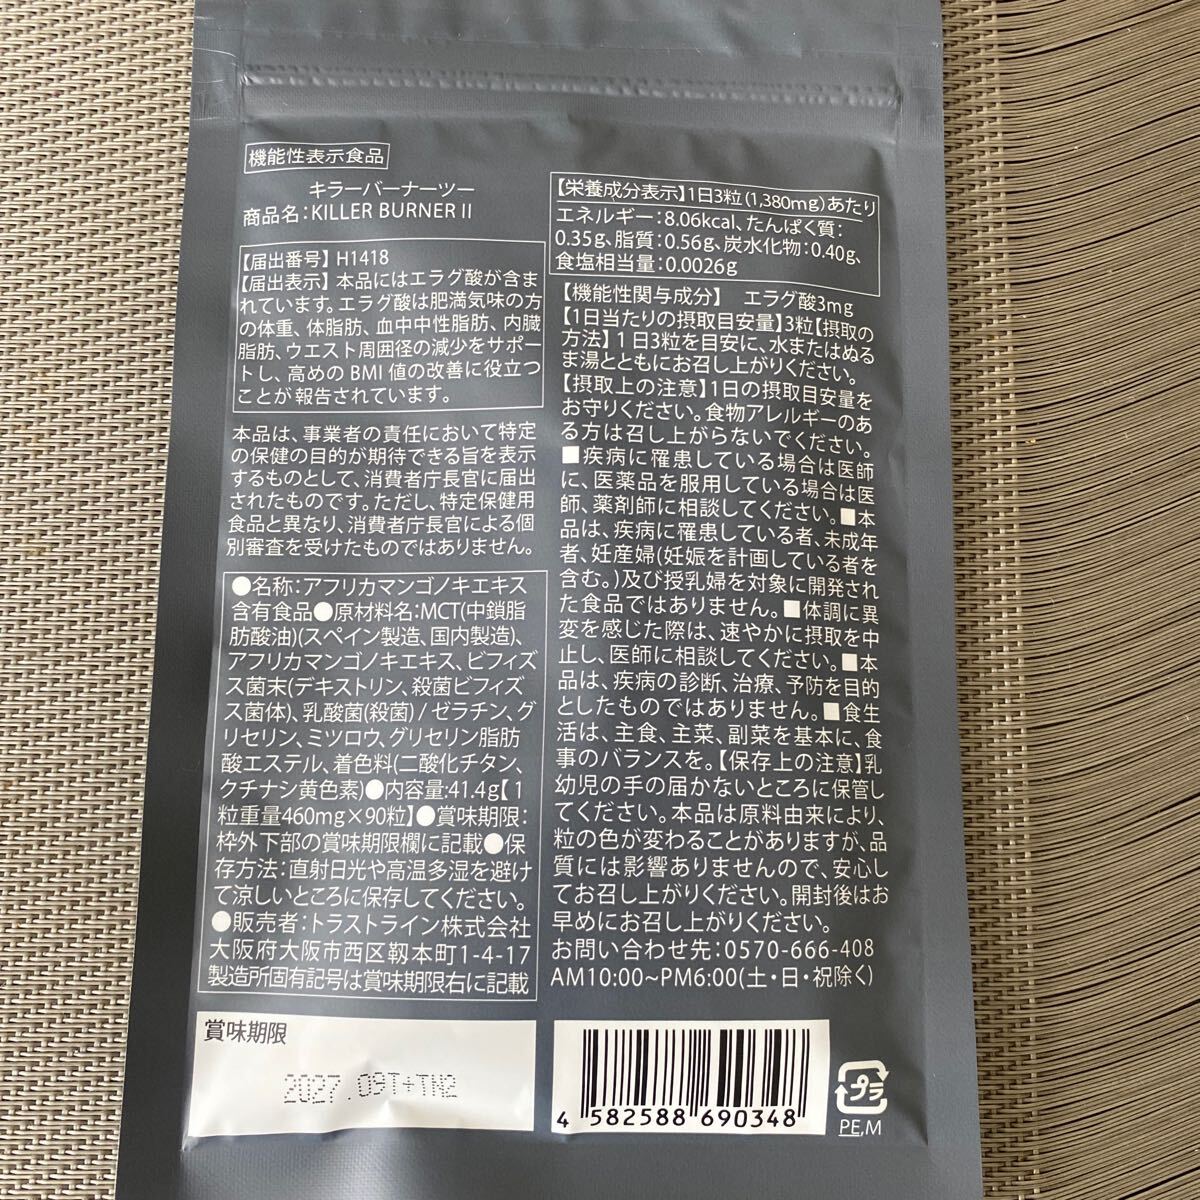 機能性表示食品
キラーバーナーツー
商品名：KILLER BURNER II
【届出番号】H1418
【届出表示】本品にはエラグ酸が含ま
れています。エラグ酸は肥満気味の方
の体重、体脂肪、血中中性脂肪、内臓
脂肪、ウエスト周囲径の減少をサポー
トし、高めのBMI値の改善に役立つ
ことが報告されています。
本品は、事業者の責任において特定
の保健の目的が期待できる旨を表示
するものとして、消費者庁長官に届出
されたものです。ただし、特定保健用
食品と異なり、消費者庁長官による個
別審査を受けたものではありません。
●名称：アフリカマンゴノキエキス
含有食品●原材料名：MCT(中鎖脂
肪酸油)(スペイン製造、国内製造)、
アフリカマンゴノキエキス、ビフィズ
ス菌末(デキストリン、殺菌ビフィズ
ス菌体)、乳酸菌(殺菌)/ゼラチン、グ
リセリン、ミツロウ、グリセリン脂肪
酸エステル、着色料(二酸化チタン、
クチナシ黄色素)●内容量：41.4g【1
粒重量460mg×90粒】●賞味期限：
枠外下部の賞味期限欄に記載●保
存方法：直射日光や高温多湿を避け
て涼しいところに保存してください。
●販売者：トラストライン株式会社
大阪府大阪市西区靱本町1-4-17
製造所固有記号は賞味期限右に記載
賞味期限
2027.09T+TN2
【栄養成分表示】1日3粒(1,380mg)あたり
エネルギー：8.06kcal、たんぱく質：
0.35g、脂質：0.56g、炭水化物：0.40g、
食塩相当量：0.0026g
【機能性関与成分】 エラグ酸3mg
【1日当たりの摂取目安量】3粒【摂取の
方法】1日3粒を目安に、水またはぬる
ま湯とともにお召し上がりください。
【摂取上の注意】1日の摂取目安量を
お守りください。食物アレルギーのあ
る方は召し上がらないでください。
■疾病に罹患している場合は医師
に、医薬品を服用している場合は医
師、薬剤師に相談してください。■本
品は、疾病に罹患している者、未成年
者、妊産婦(妊娠を計画している者を
含む。)及び授乳婦を対象に開発され
た食品ではありません。■体調に異
変を感じた際は、速やかに摂取を中
止し、医師に相談してください。■本
品は、疾病の診断、治療、予防を目的
としたものではありません。■食生
活は、主食、主菜、副菜を基本に、食
事のバランスを。【保存上の注意】乳
幼児の手の届かないところに保管し
てください。本品は原料由来により、
粒の色が変わることがありますが、品
質には影響ありませんので、安心し
てお召し上がりください。開封後はお
早めにお召し上がりください。
お問い合わせ先：0570-666-408
AM10:00~PM6:00(土・日・祝除く)
4 582588 690348
プラ
PE,M